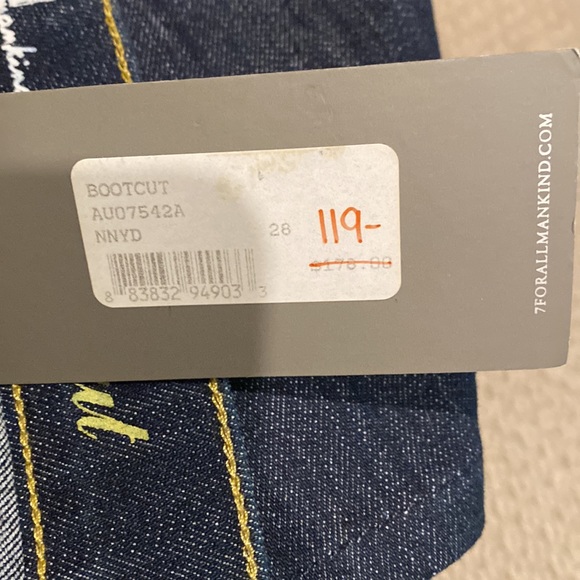 BOOTCUT
AU07542A
NNYD
28
119-
$178.00
8 83832 94903 3
7FORALLMANKIND.COM